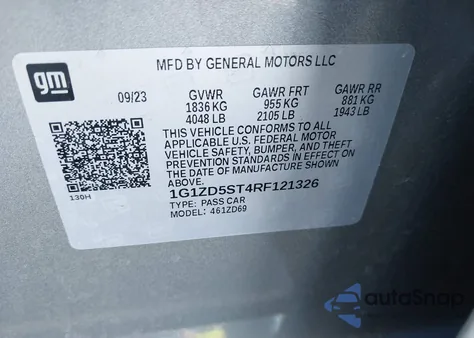 gm
MFD BY GENERAL MOTORS LLC
09/23 GVWR GAWR FRT GAWR RR
1836 KG 955 KG 881 KG
4048 LB 2105 LB 1943 LB
THIS VEHICLE CONFORMS TO ALL
APPLICABLE U.S. FEDERAL MOTOR
VEHICLE SAFETY, BUMPER, AND THEFT
PREVENTION STANDARDS IN EFFECT ON
THE DATE OF MANUFACTURE SHOWN
ABOVE.
130H
1G1ZD5ST4RF121326
TYPE: PASS CAR
MODEL: 461ZD69
autoSnap